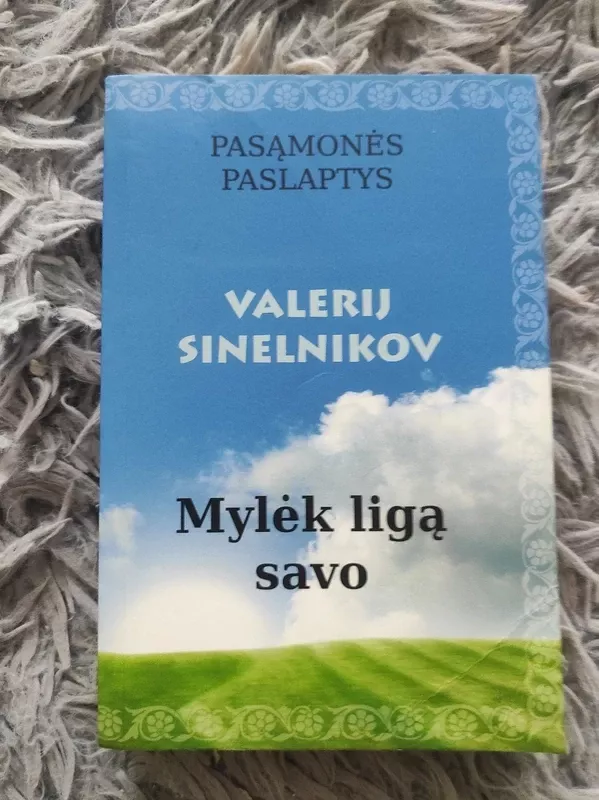 PASĄMONĖS
PASLAPTYS
VALERIJ
SINELNIKOV
Mylėk ligą
savo